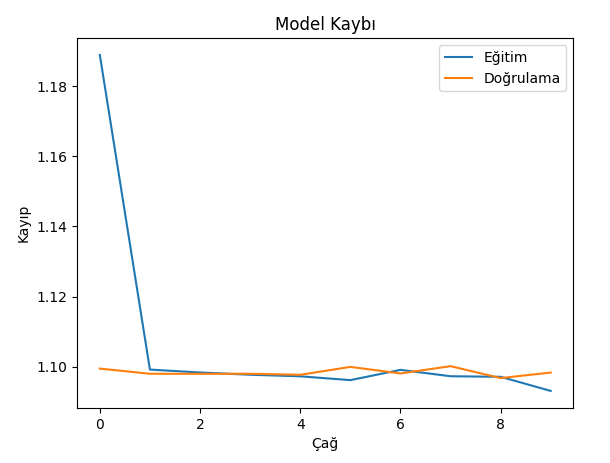 Model Kaybı
Eğitim
Doğrulama
1.18
1.16
1.14
1.12
1.10
Kayıp
0
2
4
6
8
Çağ